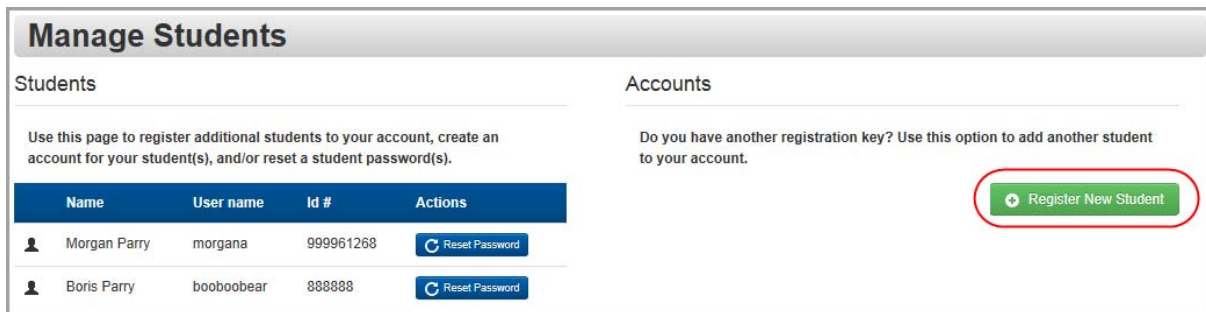 Manage Students
Students
Use this page to register additional students to your account, create an
account for your student(s), and/or reset a student password(s).
Name User name Id # Actions
Morgan Parry morgana 999961268 Reset Password
Boris Parry booboobear 888888 Reset Password
Accounts
Do you have another registration key? Use this option to add another student
to your account.
Register New Student